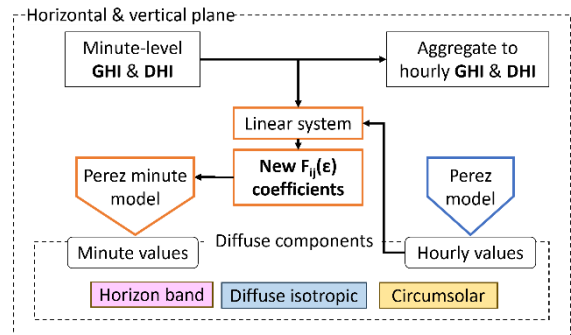 Horizontal & vertical plane
Minute-level
GHI & DHI
Aggregate to
hourly GHI & DHI
Linear system
New Fij(ε)
coefficients
Perez minute
model
Perez
model
Diffuse components
Minute values
Hourly values
Horizon band
Diffuse isotropic
Circumsolar